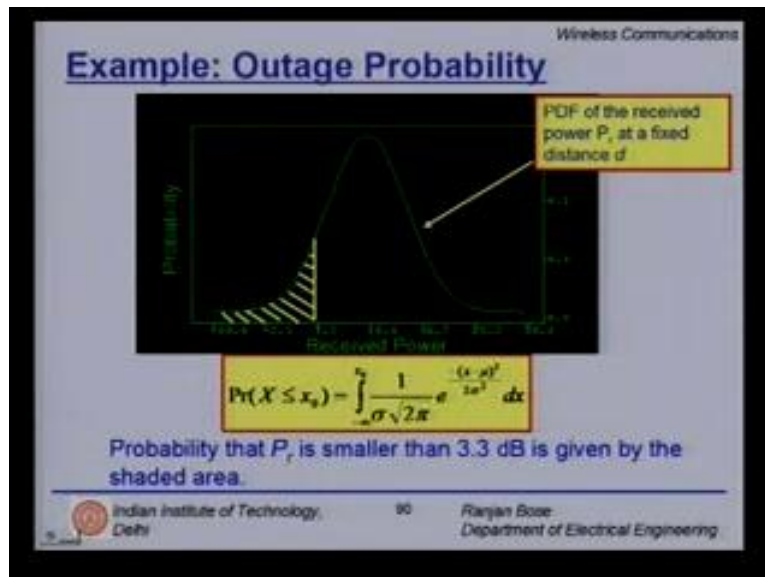 Wireless Communications
Example: Outage Probability
PDF of the received
power P, at a fixed
distance d
Probability
Received Power
Pr(X ≤ x₀) = ∫_{-∞}^{x₀} 1/(σ√2π) e^{-(x-μ)²/2σ²} dx
Probability that Pᵣ is smaller than 3.3 dB is given by the
shaded area.
Indian Institute of Technology,
Delhi
90
Ranjan Bose
Department of Electrical Engineering